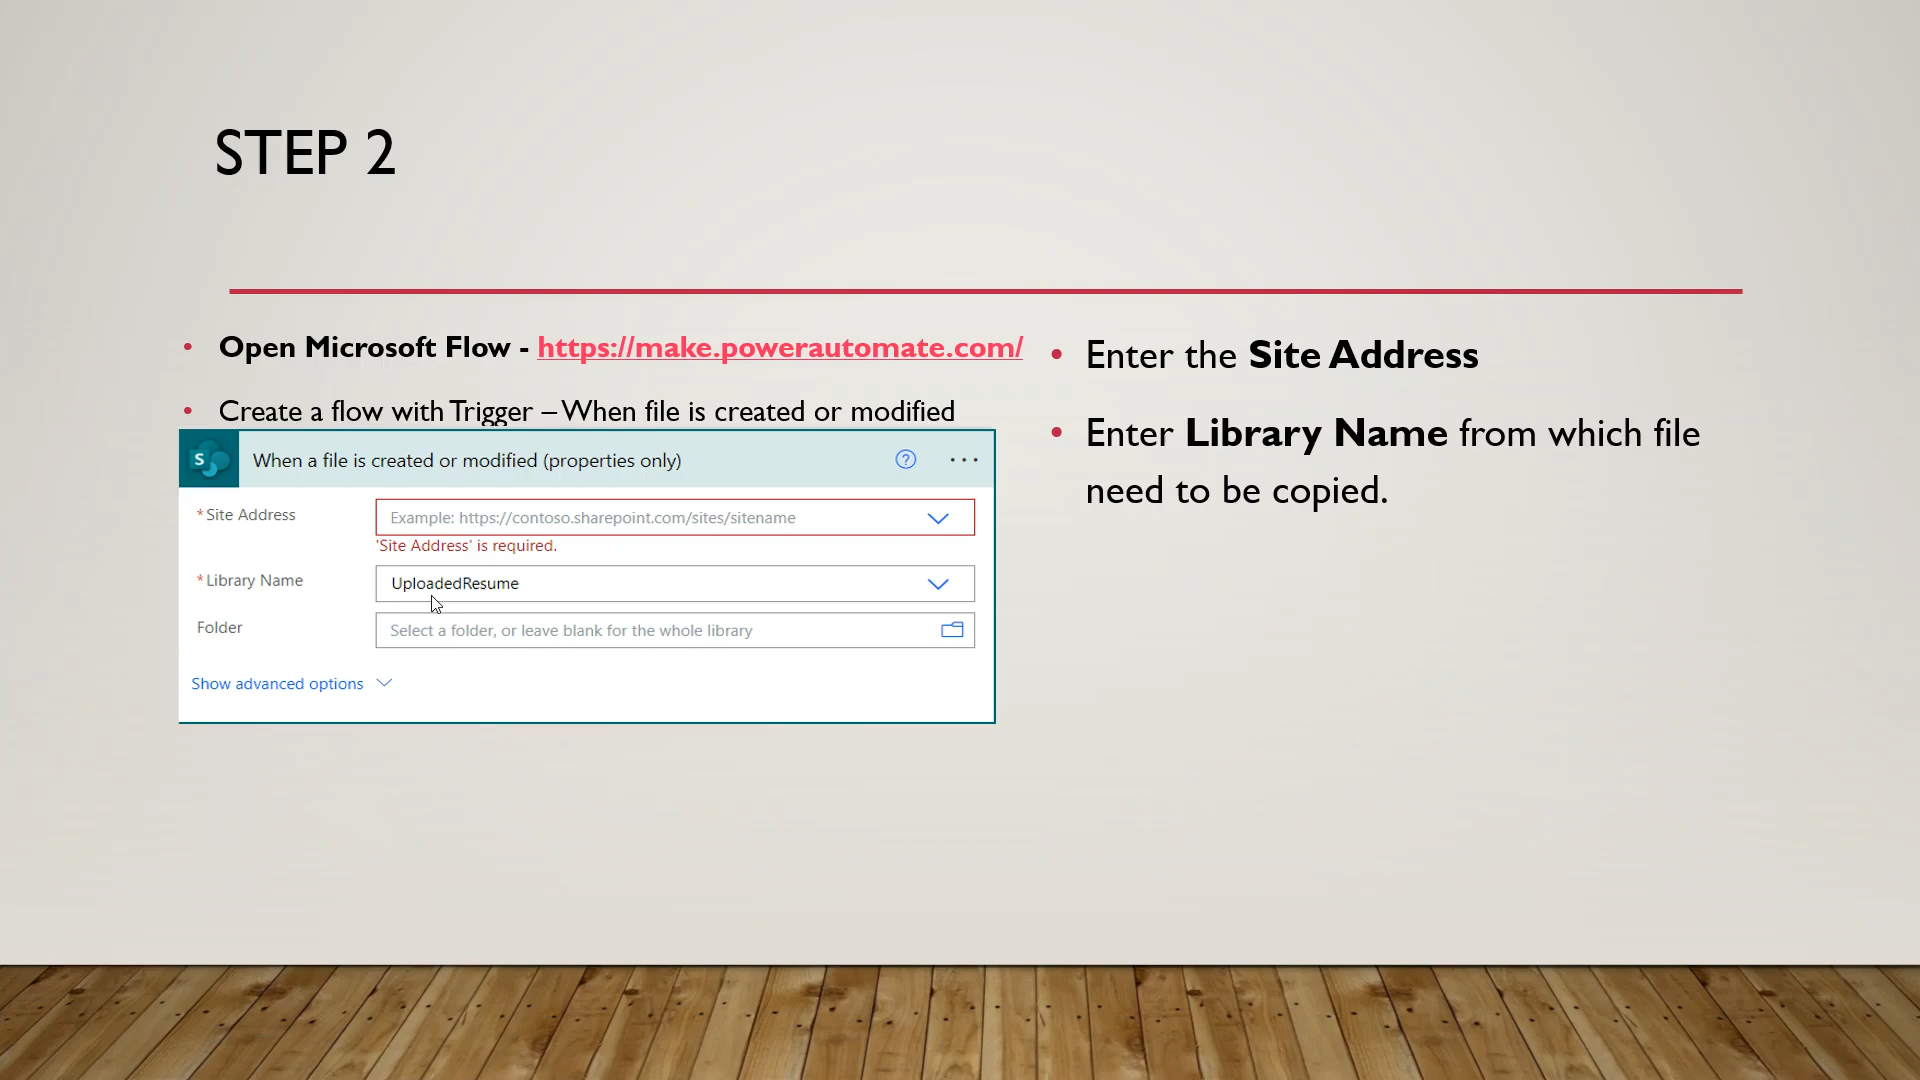 STEP 2
• Open Microsoft Flow - https://make.powerautomate.com/
• Create a flow with Trigger – When file is created or modified
S
When a file is created or modified (properties only)
?
...
*Site Address
Example: https://contoso.sharepoint.com/sites/sitename
'Site Address' is required.
*Library Name
UploadedResume
Folder
Select a folder, or leave blank for the whole library
Show advanced options
• Enter the Site Address
• Enter Library Name from which file
need to be copied.